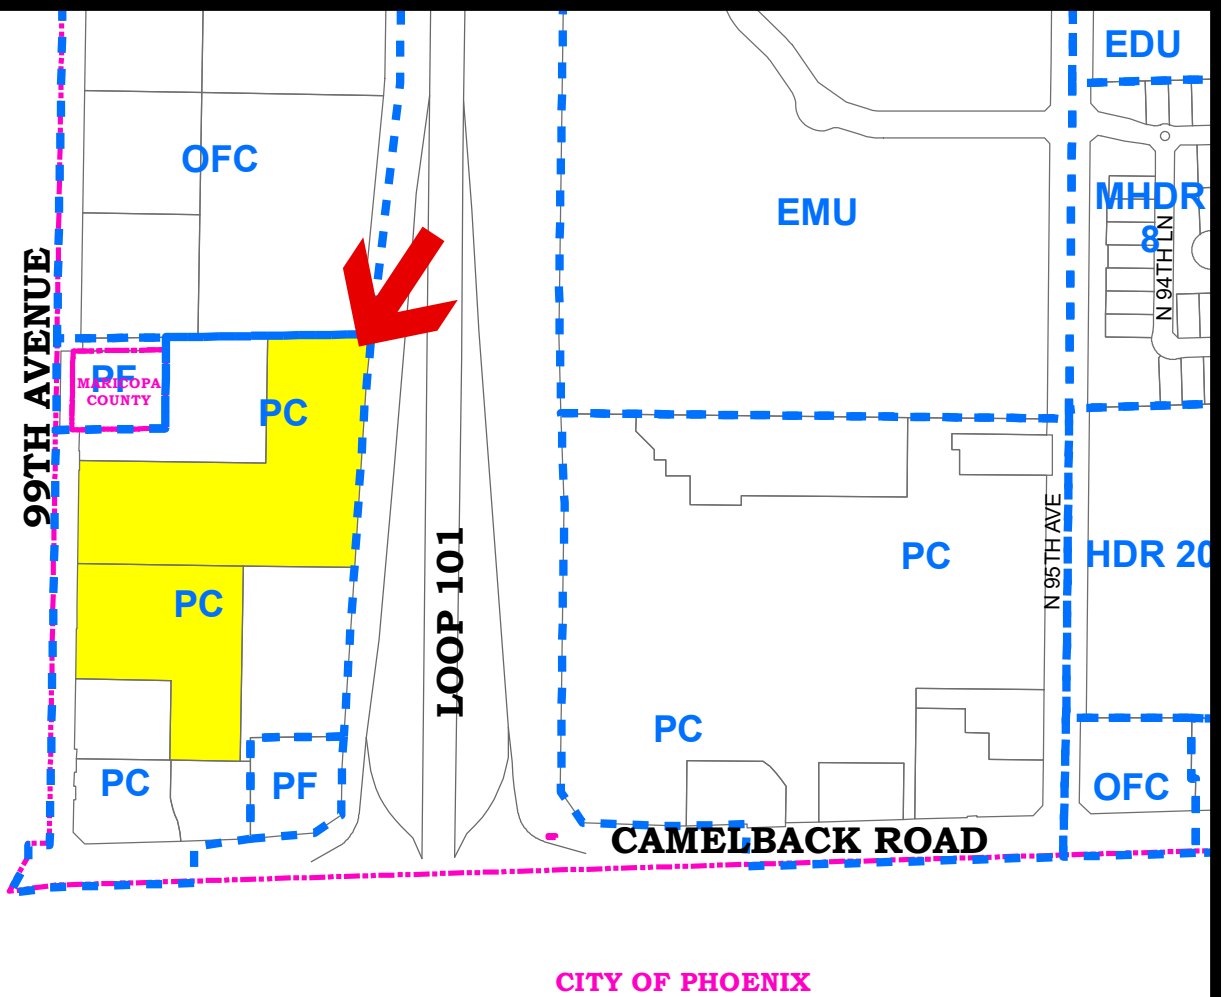 EDU
OFC
MHDR
8
EMU
N 94TH LN
99TH AVENUE
PF
MARICOPA
COUNTY
PC
LOOP 101
N 95TH AVE
PC
HDR 20
PC
PC
PC
PF
OFC
CAMELBACK ROAD
CITY OF PHOENIX